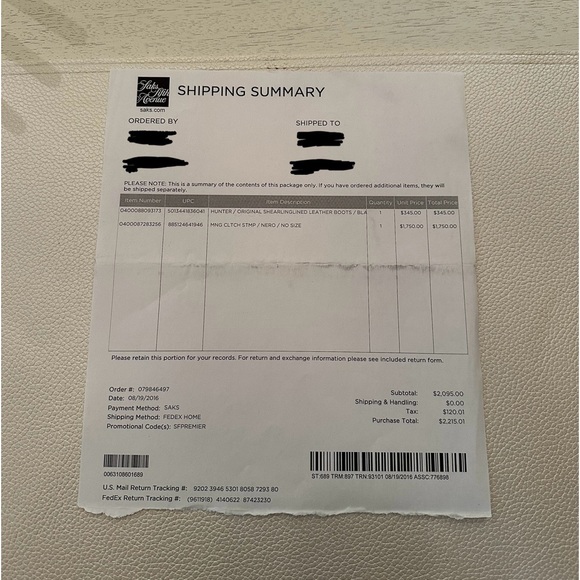 Saks
Fifth
Avenue
saks.com
SHIPPING SUMMARY
ORDERED BY SHIPPED TO
PLEASE NOTE: This is a summary of the contents of this package only. If you have ordered additional items, they will
be shipped separately.
Item Number UPC Item Description Quantity Unit Price Total Price
0400088093173 5013441836041 HUNTER / ORIGINAL SHEARLINGLINED LEATHER BOOTS / BLA 1 $345.00 $345.00
0400087283256 885124641946 MNG CLTCH STMP / NERO / NO SIZE 1 $1,750.00 $1,750.00
Please retain this portion for your records. For return and exchange information please see included return form.
Order #: 079846497
Date: 08/19/2016
Payment Method: SAKS
Shipping Method: FEDEX HOME
Promotional Code(s): SFPREMIER
Subtotal: $2,095.00
Shipping & Handling: $0.00
Tax: $120.01
Purchase Total: $2,215.01
0063108601689
ST:689 TRM:897 TRN:93101 08/19/2016 ASSC:776898
U.S. Mail Return Tracking #: 9202 3946 5301 8058 7293 80
FedEx Return Tracking #: (9611918) 4140622 87423230